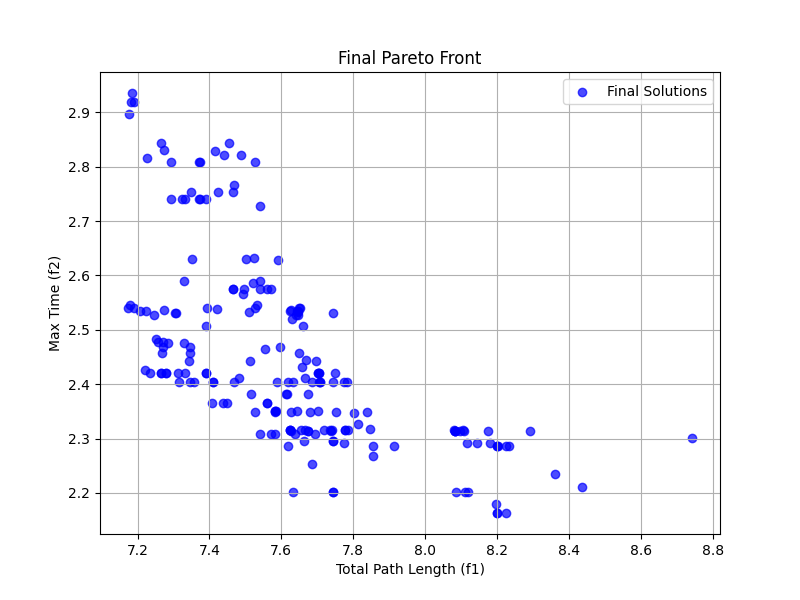 Final Pareto Front
Final Solutions
2.9
2.8
2.7
2.6
2.5
2.4
2.3
2.2
Max Time (f2)
7.2 7.4 7.6 7.8 8.0 8.2 8.4 8.6 8.8
Total Path Length (f1)